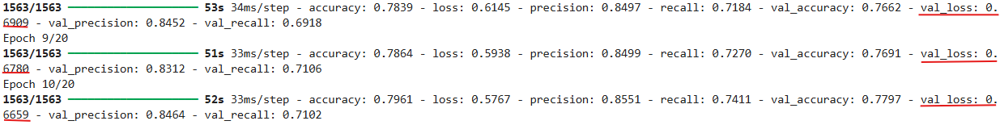 1563/1563 ━━━━━━━━━━━━━━━━━━━━ 53s 34ms/step - accuracy: 0.7839 - loss: 0.6145 - precision: 0.8497 - recall: 0.7184 - val_accuracy: 0.7662 - val_loss: 0.
6909 - val_precision: 0.8452 - val_recall: 0.6918
Epoch 9/20
1563/1563 ━━━━━━━━━━━━━━━━━━━━ 51s 33ms/step - accuracy: 0.7864 - loss: 0.5938 - precision: 0.8499 - recall: 0.7270 - val_accuracy: 0.7691 - val_loss: 0.
6780 - val_precision: 0.8312 - val_recall: 0.7106
Epoch 10/20
1563/1563 ━━━━━━━━━━━━━━━━━━━━ 52s 33ms/step - accuracy: 0.7961 - loss: 0.5767 - precision: 0.8551 - recall: 0.7411 - val_accuracy: 0.7797 - val_loss: 0.
6659 - val_precision: 0.8464 - val_recall: 0.7102